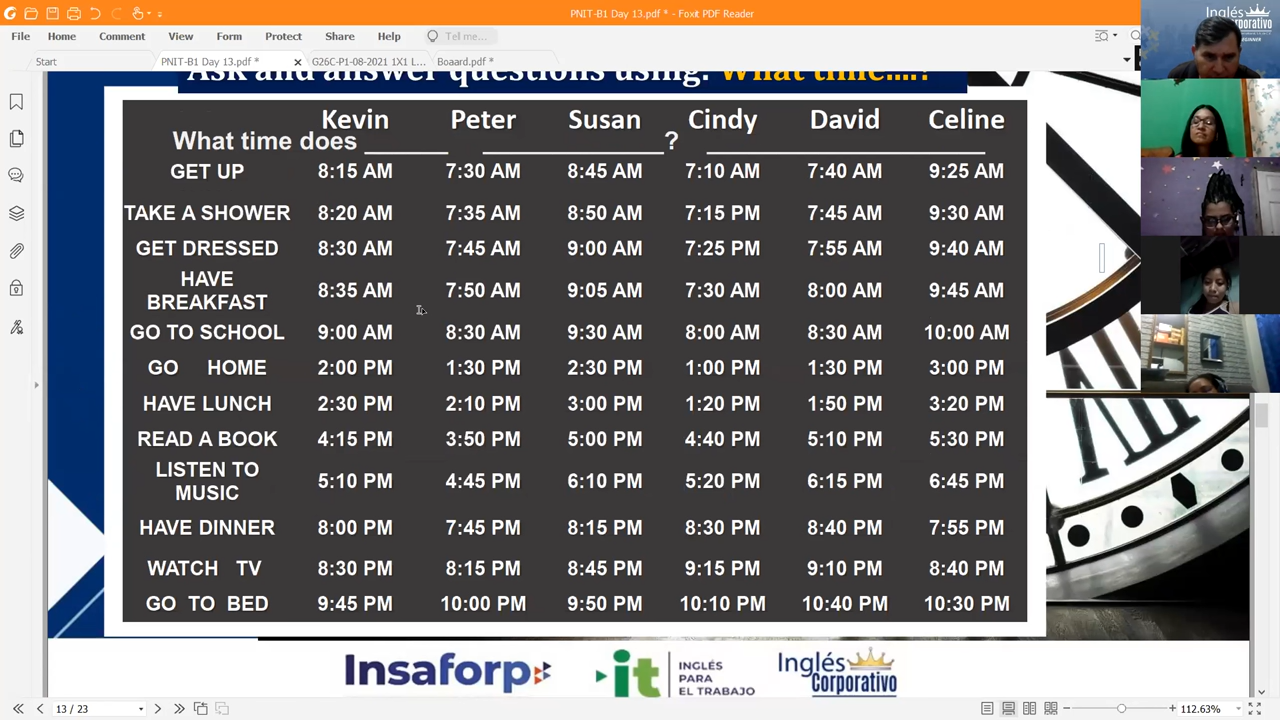 PNIT-B1 Day 13.pdf * - Foxit PDF Reader
File Home Comment View Form Protect Share Help Tell me...
Start PNIT-B1 Day 13.pdf * G26C-P1-08-2021 1X1 L... Boaard.pdf *
Ask and answer questions using: What time....?
Kevin Peter Susan Cindy David Celine
What time does ______ _____________? ____________________
GET UP 8:15 AM 7:30 AM 8:45 AM 7:10 AM 7:40 AM 9:25 AM
TAKE A SHOWER 8:20 AM 7:35 AM 8:50 AM 7:15 PM 7:45 AM 9:30 AM
GET DRESSED 8:30 AM 7:45 AM 9:00 AM 7:25 PM 7:55 AM 9:40 AM
HAVE
BREAKFAST 8:35 AM 7:50 AM 9:05 AM 7:30 AM 8:00 AM 9:45 AM
GO TO SCHOOL 9:00 AM 8:30 AM 9:30 AM 8:00 AM 8:30 AM 10:00 AM
GO HOME 2:00 PM 1:30 PM 2:30 PM 1:00 PM 1:30 PM 3:00 PM
HAVE LUNCH 2:30 PM 2:10 PM 3:00 PM 1:20 PM 1:50 PM 3:20 PM
READ A BOOK 4:15 PM 3:50 PM 5:00 PM 4:40 PM 5:10 PM 5:30 PM
LISTEN TO
MUSIC 5:10 PM 4:45 PM 6:10 PM 5:20 PM 6:15 PM 6:45 PM
HAVE DINNER 8:00 PM 7:45 PM 8:15 PM 8:30 PM 8:40 PM 7:55 PM
WATCH TV 8:30 PM 8:15 PM 8:45 PM 9:15 PM 9:10 PM 8:40 PM
GO TO BED 9:45 PM 10:00 PM 9:50 PM 10:10 PM 10:40 PM 10:30 PM
Insaforp
it
INGLÉS
PARA
EL TRABAJO
Inglés
Corporativo
13 / 23
112.63%
Inglés
Corporativo